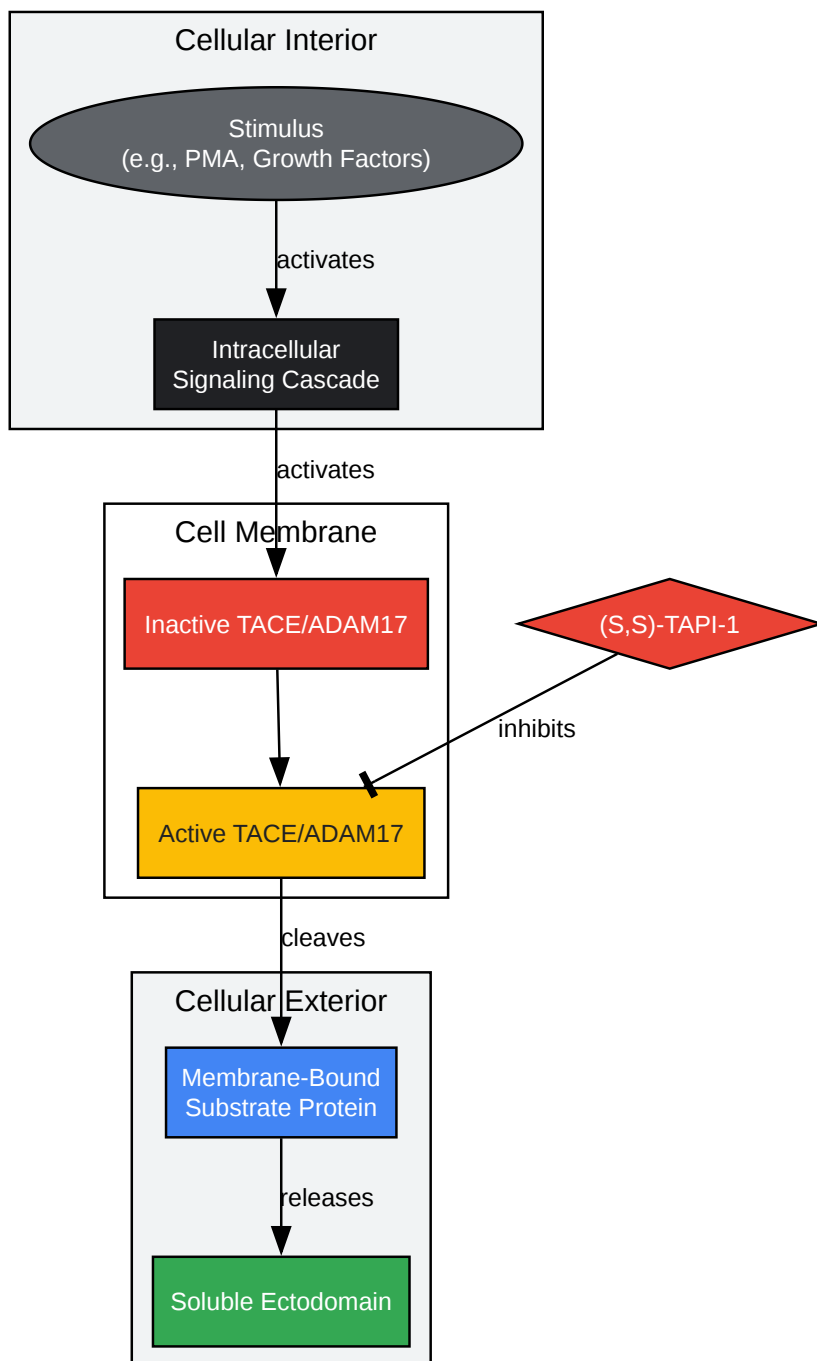 Cellular Interior
Stimulus
(e.g., PMA, Growth Factors)
activates
Intracellular
Signaling Cascade
activates
Cell Membrane
Inactive TACE/ADAM17
(S,S)-TAPI-1
inhibits
Active TACE/ADAM17
cleaves
Cellular Exterior
Membrane-Bound
Substrate Protein
releases
Soluble Ectodomain